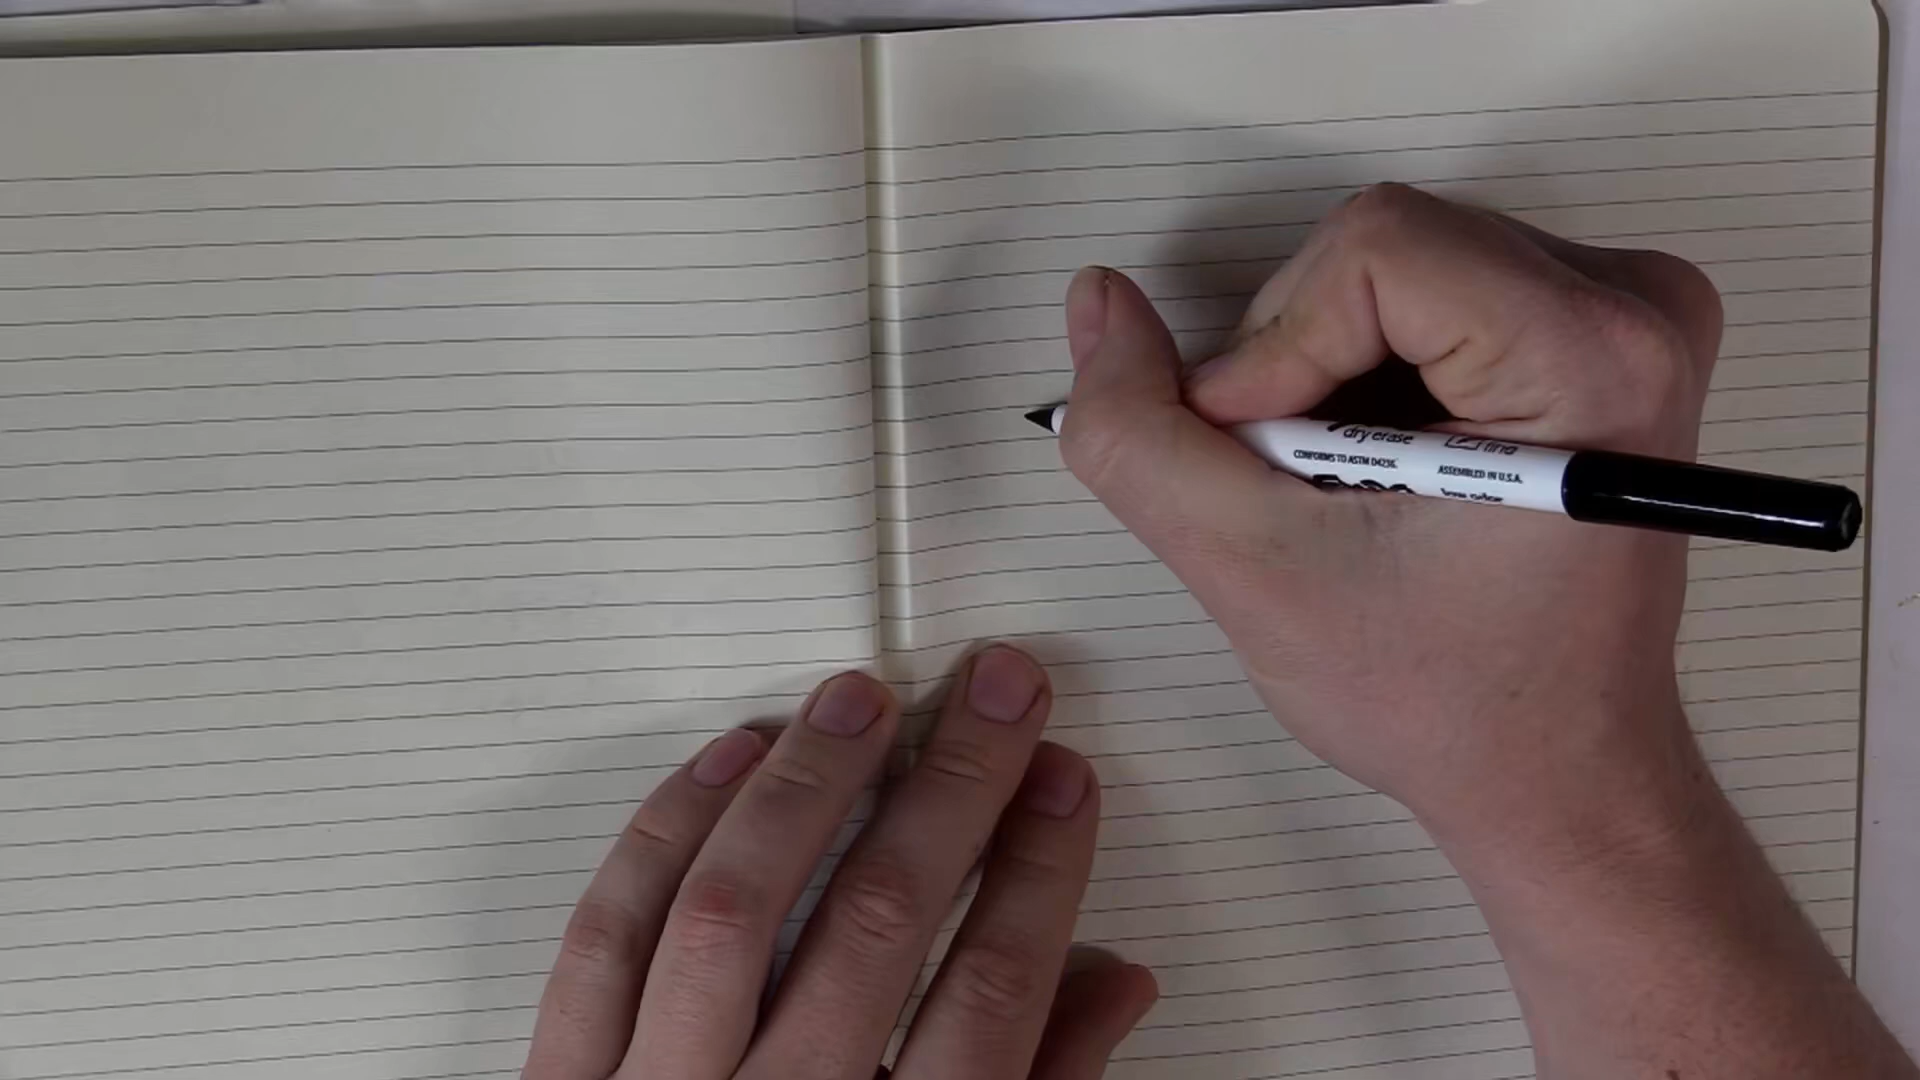 dry erase
fine
CONFORMS TO ASTM D4236.
ASSEMBLED IN U.S.A.